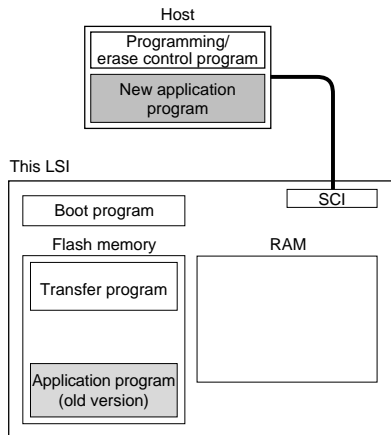 Host
Programming/
erase control program
New application
program
This LSI
SCI
Boot program
Flash memory
RAM
Transfer program
Application program
(old version)